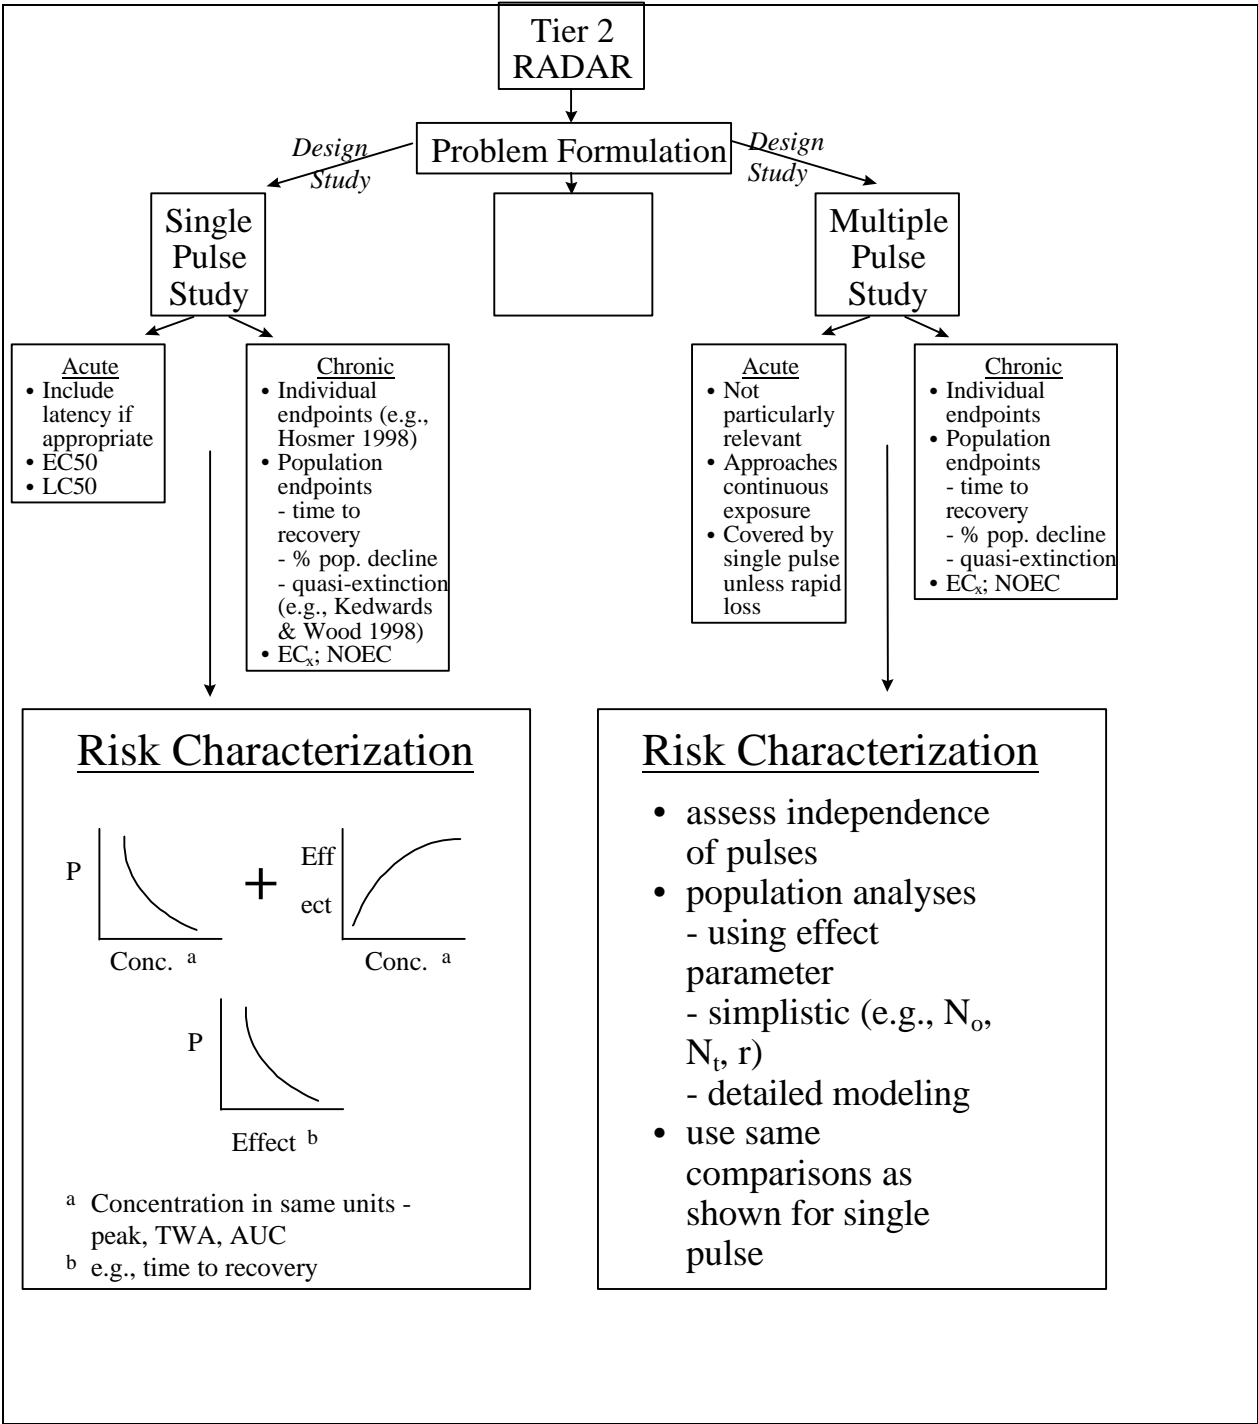 Tier 2
RADAR
Problem Formulation
Design
Study
Design
Study
Single
Pulse
Study
Multiple
Pulse
Study
Acute
• Include
latency if
appropriate
• EC50
• LC50
Chronic
• Individual
endpoints (e.g.,
Hosmer 1998)
• Population
endpoints
- time to
recovery
- % pop. decline
- quasi-extinction
(e.g., Kedwards
& Wood 1998)
• ECx; NOEC
Acute
• Not
particularly
relevant
• Approaches
continuous
exposure
• Covered by
single pulse
unless rapid
loss
Chronic
• Individual
endpoints
• Population
endpoints
- time to
recovery
- % pop. decline
- quasi-extinction
• ECx; NOEC
Risk Characterization
P
Conc. a
+
Eff
ect
Conc. a
P
Effect b
a Concentration in same units -
peak, TWA, AUC
b e.g., time to recovery
Risk Characterization
• assess independence
of pulses
• population analyses
- using effect
parameter
- simplistic (e.g., No,
Nt, r)
- detailed modeling
• use same
comparisons as
shown for single
pulse